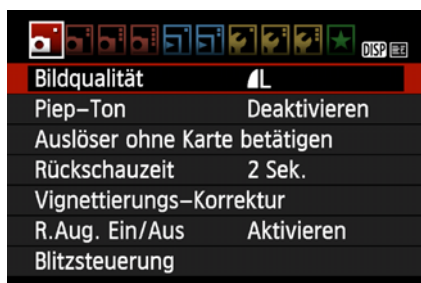 DISP
Bildqualität L
Piep-Ton Deaktivieren
Auslöser ohne Karte betätigen
Rückschauzeit 2 Sek.
Vignettierungs-Korrektur
R.Aug. Ein/Aus Aktivieren
Blitzsteuerung